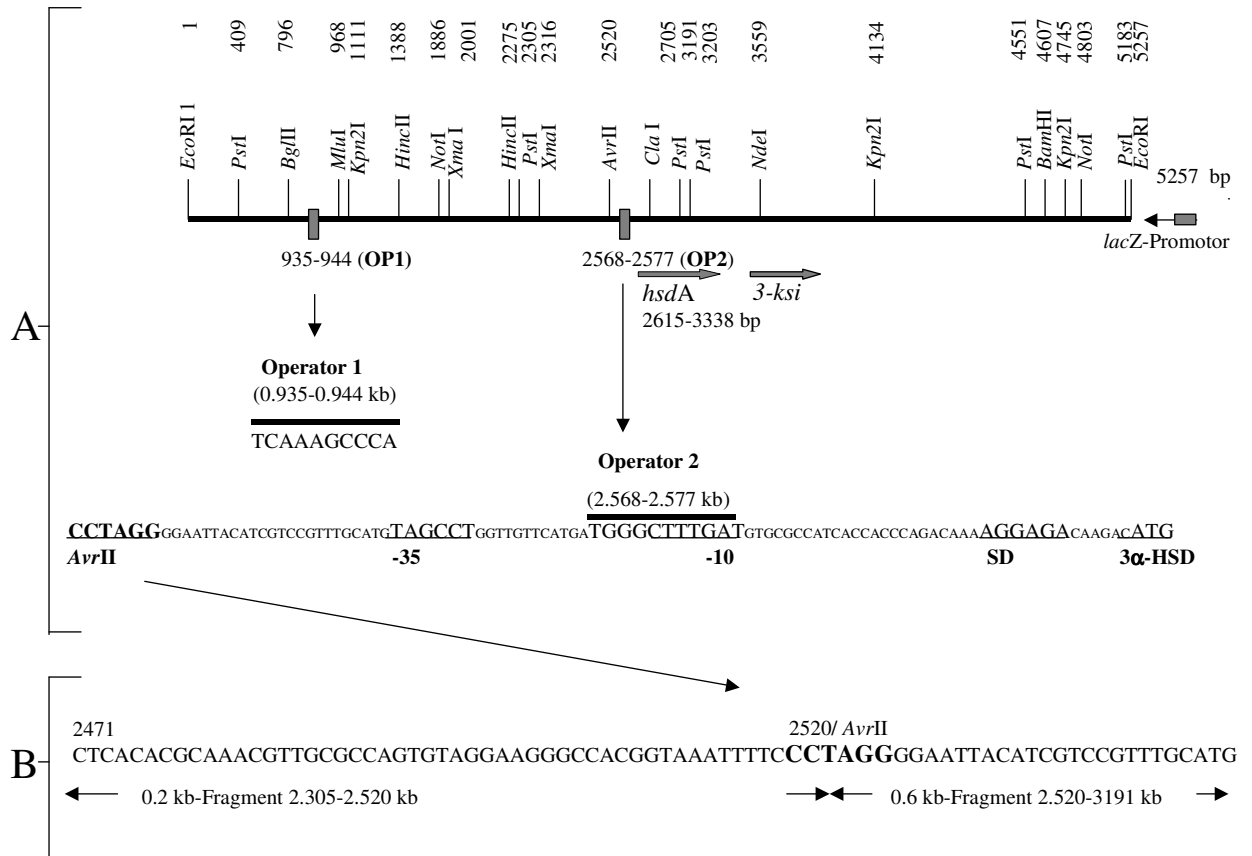 A
1 409 796 968 1111 1388 1886 2001 2275 2305 2316 2520 2705 3191 3203 3559 4134 4551 4607 4745 4803 5183 5257
EcoRI 1 PstI BglII MluI Kpn2I HincII NotI Xma I HincII PstI XmaI AvrII Cla I PstI PstI NdeI Kpn2I PstI BamHI Kpn2I NotI PstI EcoRI
5257 bp
lacZ-Promotor
935-944 (OP1) 2568-2577 (OP2)
hsdA 3-ksi
2615-3338 bp
Operator 1
(0.935-0.944 kb)
TCAAAGCCCA
Operator 2
(2.568-2.577 kb)
CCTAGGGGAATTACATCGTCCGTTTGCATGTAGCCTGGTTGTTCATGATGGGCTTTGATGTGCGCCATCACCACCCAGACAAAAGGAGACAAGACATG
AvrII -35 -10 SD 3α-HSD
B
2471 2520/ AvrII
CTCACACGCAAACGTTGCGCCAGTGTAGGAAGGGCCACGGTAAATTTTCCCTAGGGGAATTACATCGTCCGTTTGCATG
0.2 kb-Fragment 2.305-2.520 kb 0.6 kb-Fragment 2.520-3191 kb